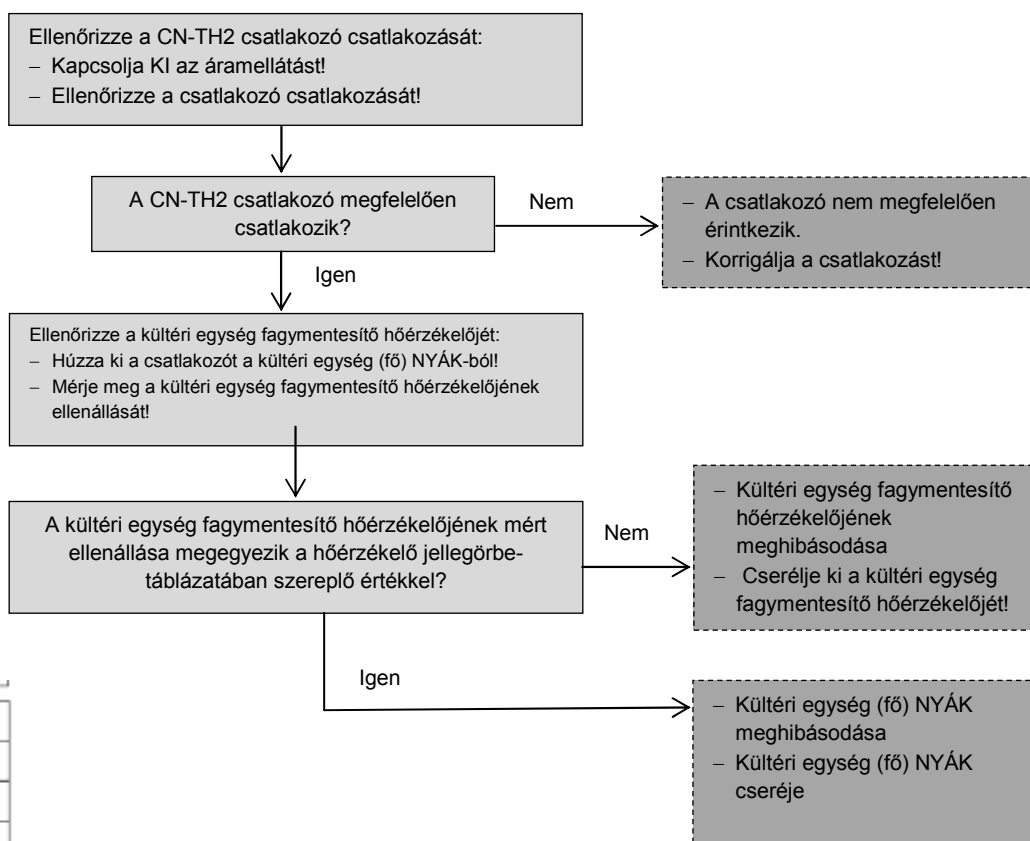 Ellenőrizze a CN-TH2 csatlakozó csatlakozását:
– Kapcsolja KI az áramellátást!
– Ellenőrizze a csatlakozó csatlakozását!
A CN-TH2 csatlakozó megfelelően
csatlakozik?
Nem
– A csatlakozó nem megfelelően
érintkezik.
– Korrigálja a csatlakozást!
Igen
Ellenőrizze a kültéri egység fagymentesítő hőérzékelőjét:
– Húzza ki a csatlakozót a kültéri egység (fő) NYÁK-ból!
– Mérje meg a kültéri egység fagymentesítő hőérzékelőjének
ellenállását!
A kültéri egység fagymentesítő hőérzékelőjének mért
ellenállása megegyezik a hőérzékelő jellegörbe-
táblázatában szereplő értékkel?
Nem
– Kültéri egység fagymentesítő
hőérzékelőjének
meghibásodása
– Cserélje ki a kültéri egység
fagymentesítő hőérzékelőjét!
Igen
– Kültéri egység (fő) NYÁK
meghibásodása
– Kültéri egység (fő) NYÁK
cseréje